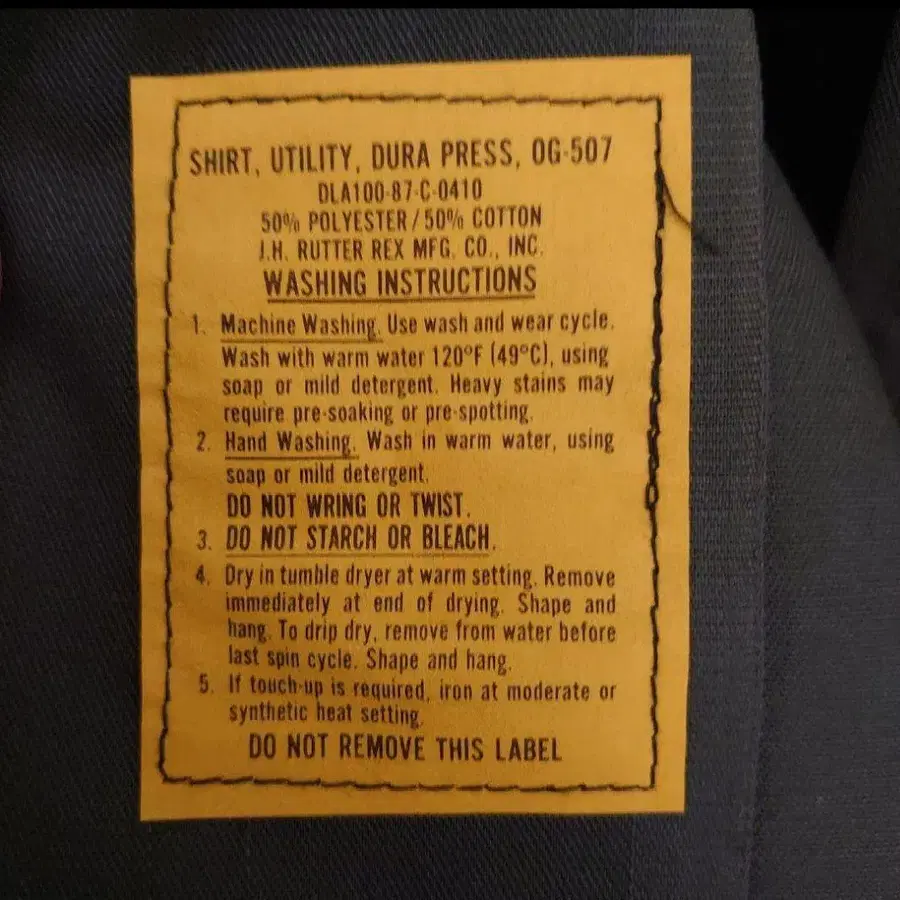 SHIRT, UTILITY, DURA PRESS, OG-507
DLA100-87-C-0410
50% POLYESTER/50% COTTON
J.H. RUTTER REX MFG. CO., INC.
WASHING INSTRUCTIONS
1. Machine Washing. Use wash and wear cycle.
Wash with warm water 120°F (49°C), using
soap or mild detergent. Heavy stains may
require pre-soaking or pre-spotting.
2. Hand Washing. Wash in warm water, using
soap or mild detergent.
DO NOT WRING OR TWIST.
3. DO NOT STARCH OR BLEACH.
4. Dry in tumble dryer at warm setting. Remove
immediately at end of drying. Shape and
hang. To drip dry, remove from water before
last spin cycle. Shape and hang.
5. If touch-up is required, iron at moderate or
synthetic heat setting.
DO NOT REMOVE THIS LABEL